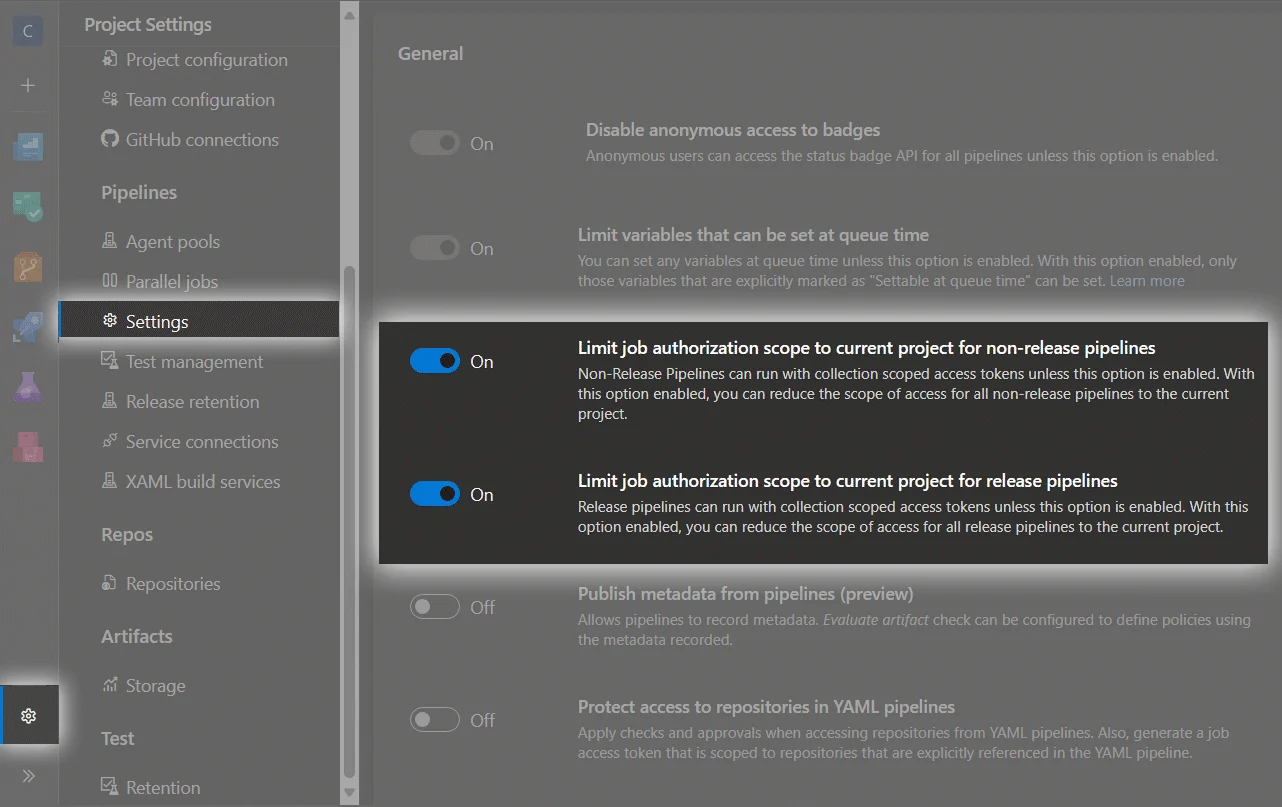 C
Project Settings
Project configuration
Team configuration
GitHub connections
Pipelines
Agent pools
Parallel jobs
Settings
Test management
Release retention
Service connections
XAML build services
Repos
Repositories
Artifacts
Storage
Test
Retention
General
On
Disable anonymous access to badges
Anonymous users can access the status badge API for all pipelines unless this option is enabled.
On
Limit variables that can be set at queue time
You can set any variables at queue time unless this option is enabled. With this option enabled, only
those variables that are explicitly marked as "Settable at queue time" can be set. Learn more
On
Limit job authorization scope to current project for non-release pipelines
Non-Release Pipelines can run with collection scoped access tokens unless this option is enabled. With
this option enabled, you can reduce the scope of access for all non-release pipelines to the current
project.
On
Limit job authorization scope to current project for release pipelines
Release pipelines can run with collection scoped access tokens unless this option is enabled. With this
option enabled, you can reduce the scope of access for all release pipelines to the current project.
Off
Publish metadata from pipelines (preview)
Allows pipelines to record metadata. Evaluate artifact check can be configured to define policies using
the metadata recorded.
Off
Protect access to repositories in YAML pipelines
Apply checks and approvals when accessing repositories from YAML pipelines. Also, generate a job
access token that is scoped to repositories that are explicitly referenced in the YAML pipeline.